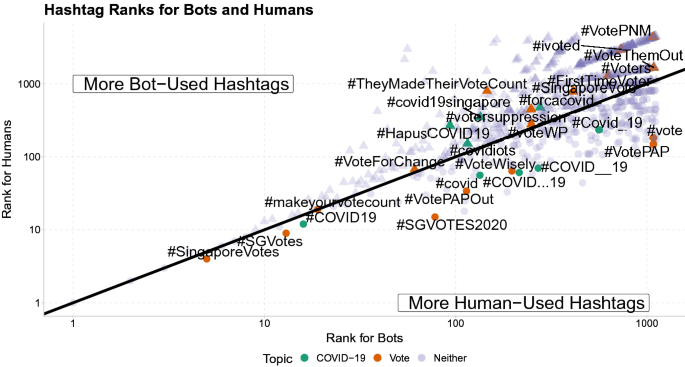 Hashtag Ranks for Bots and Humans
#VotePNM
#ivoted
#VoteThemOut
#Voters
More Bot−Used Hashtags
#TheyMadeTheirVoteCount
#FirstTimeVoter
#SingaporeVote
#covid19singapore
#forcacovid
#votersuppression
#Covid_19
#HapusCOVID19
#voteWP
#vote
#covidiots
#VotePAP
#VoteForChange
#VoteWisely
#COVID__19
#covid
#COVID...19
#VotePAPOut
#makeyourvotecount
#COVID19
#SGVOTES2020
#SGVotes
#SingaporeVotes
More Human−Used Hashtags
Rank for Humans
1000
100
10
1
1
10
100
1000
Rank for Bots
Topic
COVID−19
Vote
Neither